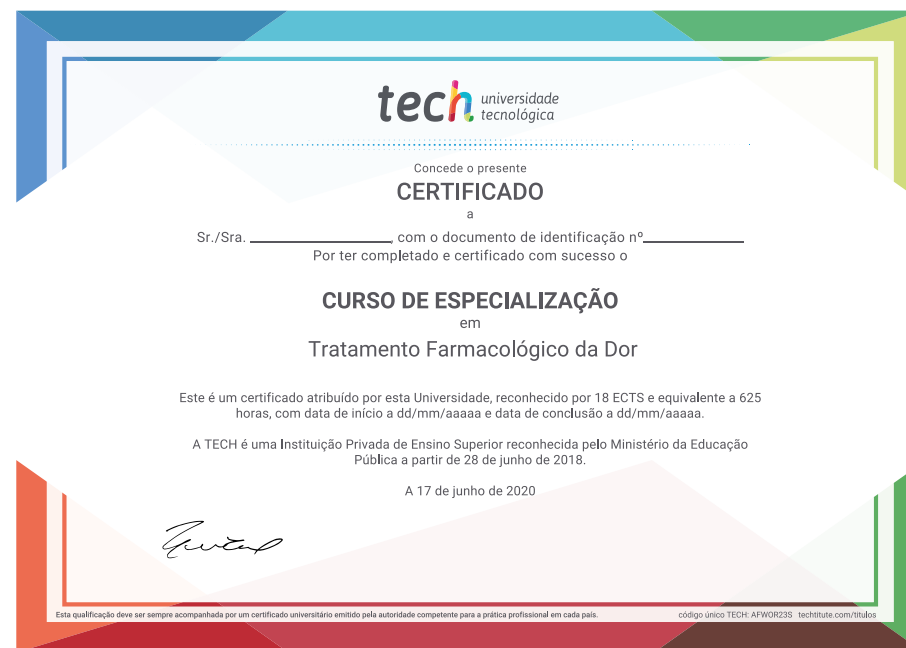 tech universidade
tecnológica
Concede o presente
CERTIFICADO
a
Sr./Sra. ____________, com o documento de identificação nº____________
Por ter completado e certificado com sucesso o
CURSO DE ESPECIALIZAÇÃO
em
Tratamento Farmacológico da Dor
Este é um certificado atribuído por esta Universidade, reconhecido por 18 ECTS e equivalente a 625
horas, com data de início a dd/mm/aaaaa e data de conclusão a dd/mm/aaaaa.
A TECH é uma Instituição Privada de Ensino Superior reconhecida pelo Ministério da Educação
Pública a partir de 28 de junho de 2018.
A 17 de junho de 2020
Esta qualificação deve ser sempre acompanhada por um certificado universitário emitido pela autoridade competente para a prática profissional em cada país.
código único TECH: AFWOR23S techtitute.com/titulos